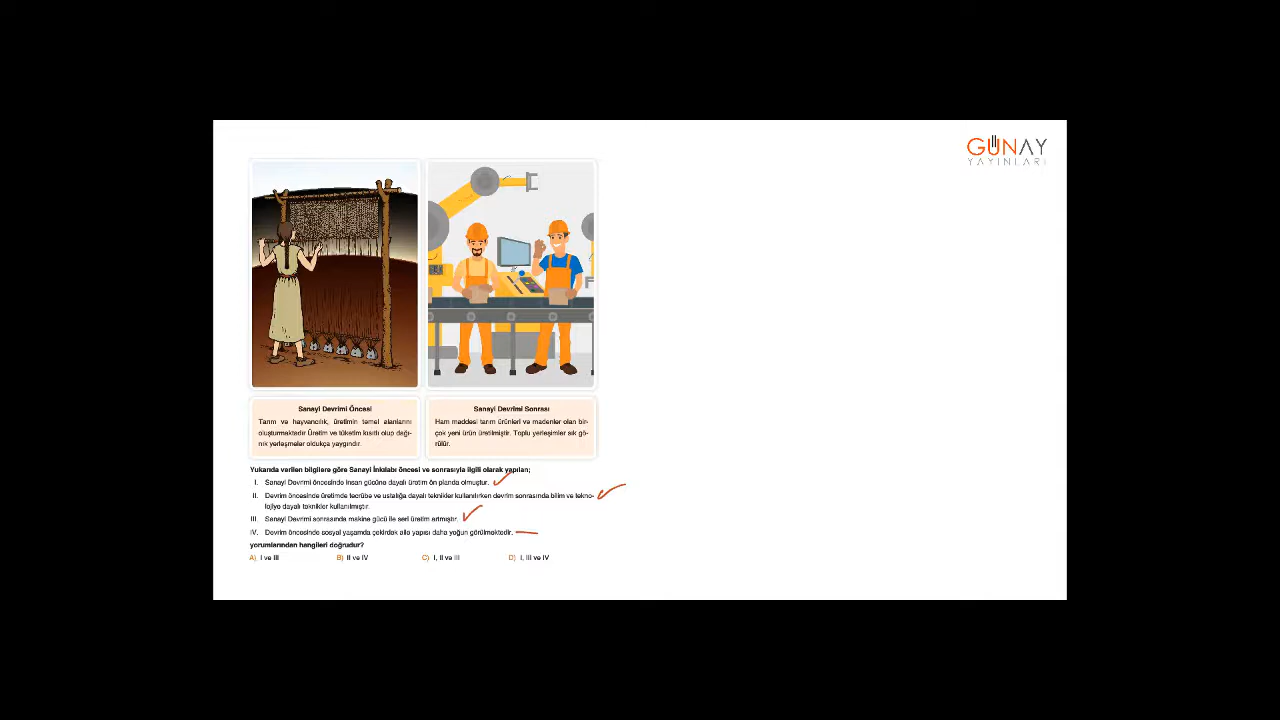 GÜNAY
YAYINLARI
Sanayi Devrimi Öncesi
Tarım ve hayvancılık, üretimin temel alanlarını
oluşturmaktadır. Üretim ve tüketim kısıtlı olup dağı-
nık yerleşmeler oldukça yaygındır.
Sanayi Devrimi Sonrası
Ham maddesi tarım ürünleri ve madenler olan bir-
çok yeni ürün üretilmiştir. Toplu yerleşimler sık gö-
rülür.
Yukarıda verilen bilgilere göre Sanayi İnkılabı öncesi ve sonrasıyla ilgili olarak yapılan;
I. Sanayi Devrimi öncesinde insan gücüne dayalı üretim ön planda olmuştur.
II. Devrim öncesinde üretimde tecrübe ve ustalığa dayalı teknikler kullanılırken devrim sonrasında bilim ve tekno-
lojiye dayalı teknikler kullanılmıştır.
III. Sanayi Devrimi sonrasında makine gücü ile seri üretim artmıştır.
IV. Devrim öncesinde sosyal yaşamda çekirdek aile yapısı daha yoğun görülmektedir.
yorumlarından hangileri doğrudur?
A) I ve III B) II ve IV C) I, II ve III D) I, III ve IV